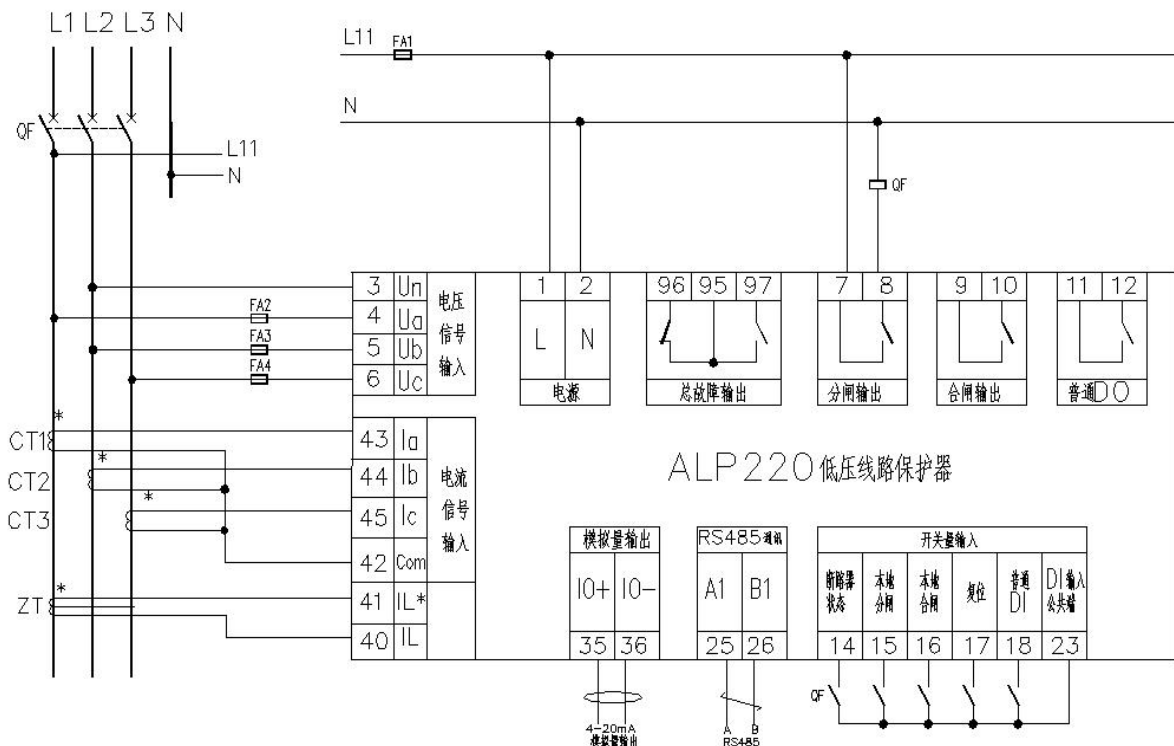 L1 L2 L3 N
L11 FA1
N
QF
L11
N
QF
3 Un
4 Ua
5 Ub
6 Uc
电压
信号
输入
FA2
FA3
FA4
1 2
L N
电源
96 95 97
总故障输出
7 8
分闸输出
9 10
合闸输出
11 12
普通DO
*
CT1
*
CT2
*
CT3
43 Ia
44 Ib
45 Ic
42 Com
41 IL*
40 IL
电流
信号
输入
*
ZT
ALP220低压线路保护器
模拟量输出
IO+ IO-
35 36
4-20mA
模拟量输出
RS485通讯
A1 B1
25 26
A B
RS485
开关量输入
断路器
状态
本地
分闸
本地
合闸
复位
普通
DI
DI输入
公共端
14 15 16 17 18 23
QF